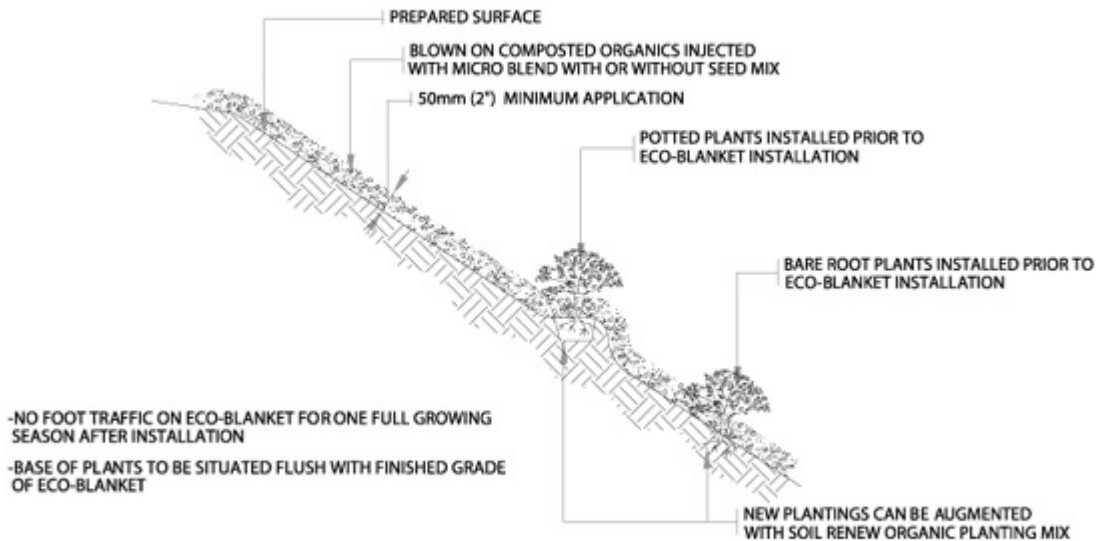 PREPARED SURFACE
BLOWN ON COMPOSTED ORGANICS INJECTED
WITH MICRO BLEND WITH OR WITHOUT SEED MIX
50mm (2") MINIMUM APPLICATION
POTTED PLANTS INSTALLED PRIOR TO
ECO-BLANKET INSTALLATION
BARE ROOT PLANTS INSTALLED PRIOR TO
ECO-BLANKET INSTALLATION
-NO FOOT TRAFFIC ON ECO-BLANKET FOR ONE FULL GROWING
SEASON AFTER INSTALLATION
-BASE OF PLANTS TO BE SITUATED FLUSH WITH FINISHED GRADE
OF ECO-BLANKET
NEW PLANTINGS CAN BE AUGMENTED
WITH SOIL RENEW ORGANIC PLANTING MIX